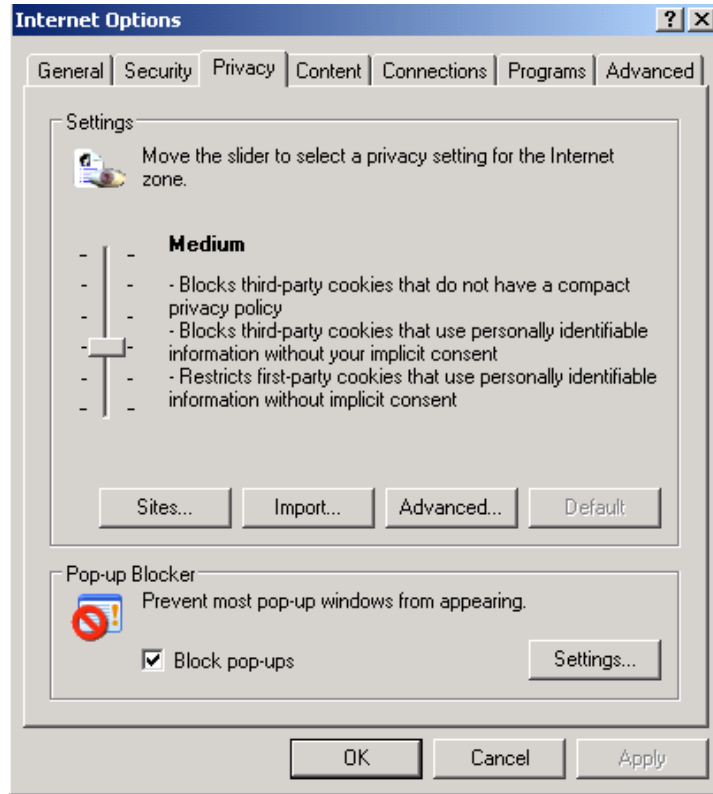 Internet Options
General Security Privacy Content Connections Programs Advanced
Settings
Move the slider to select a privacy setting for the Internet
zone.
Medium
- Blocks third-party cookies that do not have a compact
privacy policy
- Blocks third-party cookies that use personally identifiable
information without your implicit consent
- Restricts first-party cookies that use personally identifiable
information without implicit consent
Sites... Import... Advanced... Default
Pop-up Blocker
Prevent most pop-up windows from appearing.
Block pop-ups Settings...
OK Cancel Apply